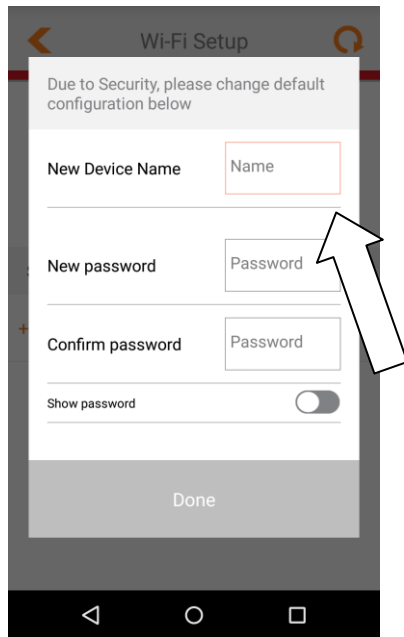 Wi-Fi Setup
Due to Security, please change default
configuration below
New Device Name Name
New password Password
Confirm password Password
Show password
Done